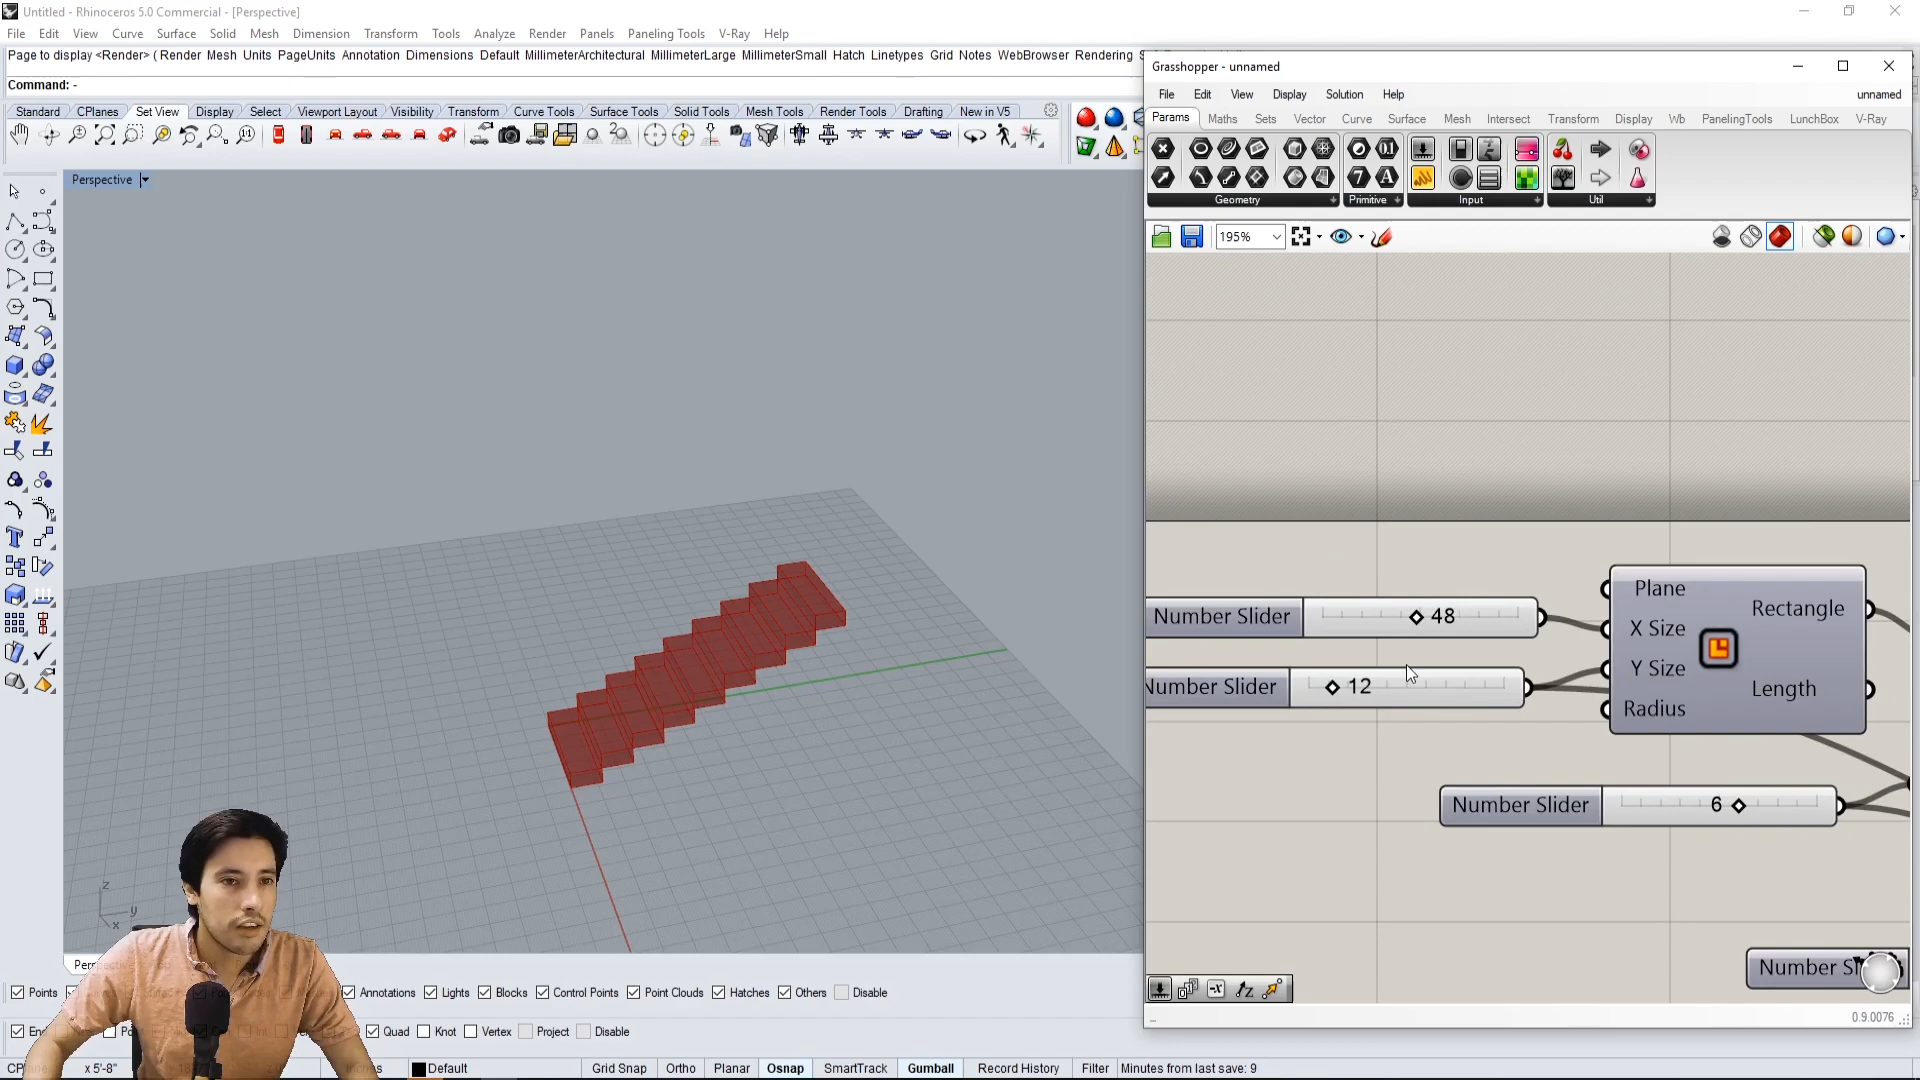 Untitled - Rhinoceros 5.0 Commercial - [Perspective]
File Edit View Curve Surface Solid Mesh Dimension Transform Tools Analyze Render Panels Paneling Tools V-Ray Help
Page to display <Render> ( Render Mesh Units PageUnits Annotation Dimensions Default MillimeterArchitectural MillimeterLarge MillimeterSmall Hatch Linetypes Grid Notes WebBrowser Rendering
Command: -
Standard CPlanes Set View Display Select Viewport Layout Visibility Transform Curve Tools Surface Tools Solid Tools Mesh Tools Render Tools Drafting New in V5
Perspective
Grasshopper - unnamed
File Edit View Display Solution Help unnamed
Params Maths Sets Vector Curve Surface Mesh Intersect Transform Display Wb PanelingTools LunchBox V-Ray
Geometry Primitive Input Util
195%
Number Slider 48
Number Slider 12
Plane
X Size
Y Size
Radius
Rectangle
Length
Number Slider 6
Number Sl
0.9.0076
z
y
x
Points Annotations Lights Blocks Control Points Point Clouds Hatches Others Disable
Quad Knot Vertex Project Disable
x 5'-8" Default Grid Snap Ortho Planar Osnap SmartTrack Gumball Record History Filter Minutes from last save: 9